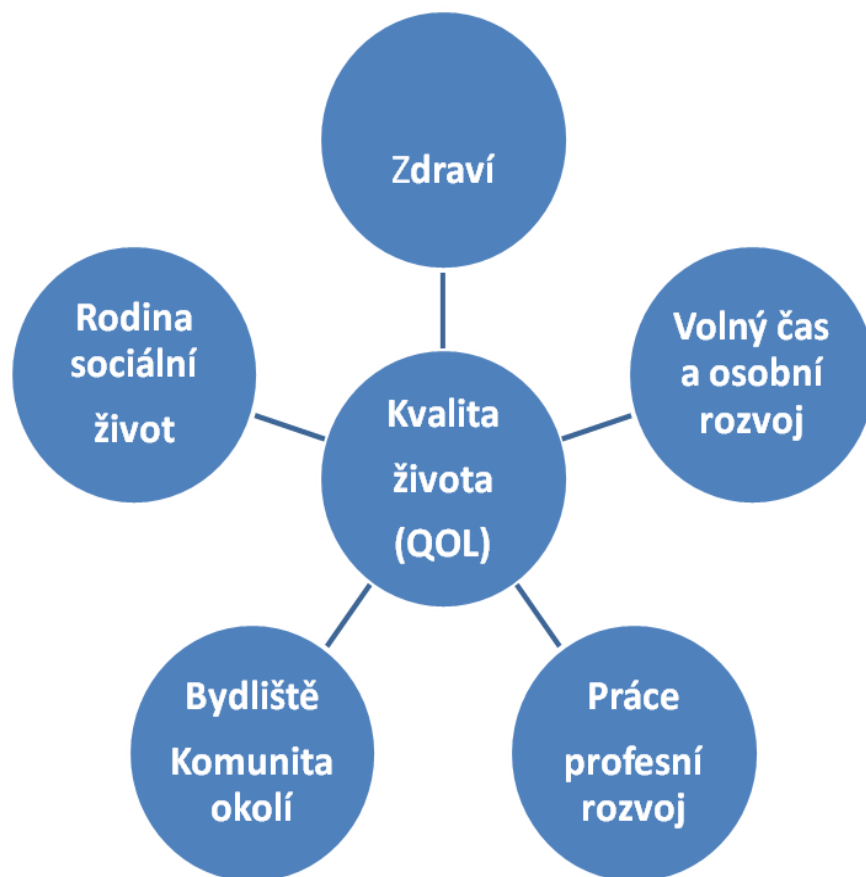 Zdraví
Rodina
sociální
život
Volný čas
a osobní
rozvoj
Kvalita
života
(QOL)
Bydliště
Komunita
okolí
Práce
profesní
rozvoj